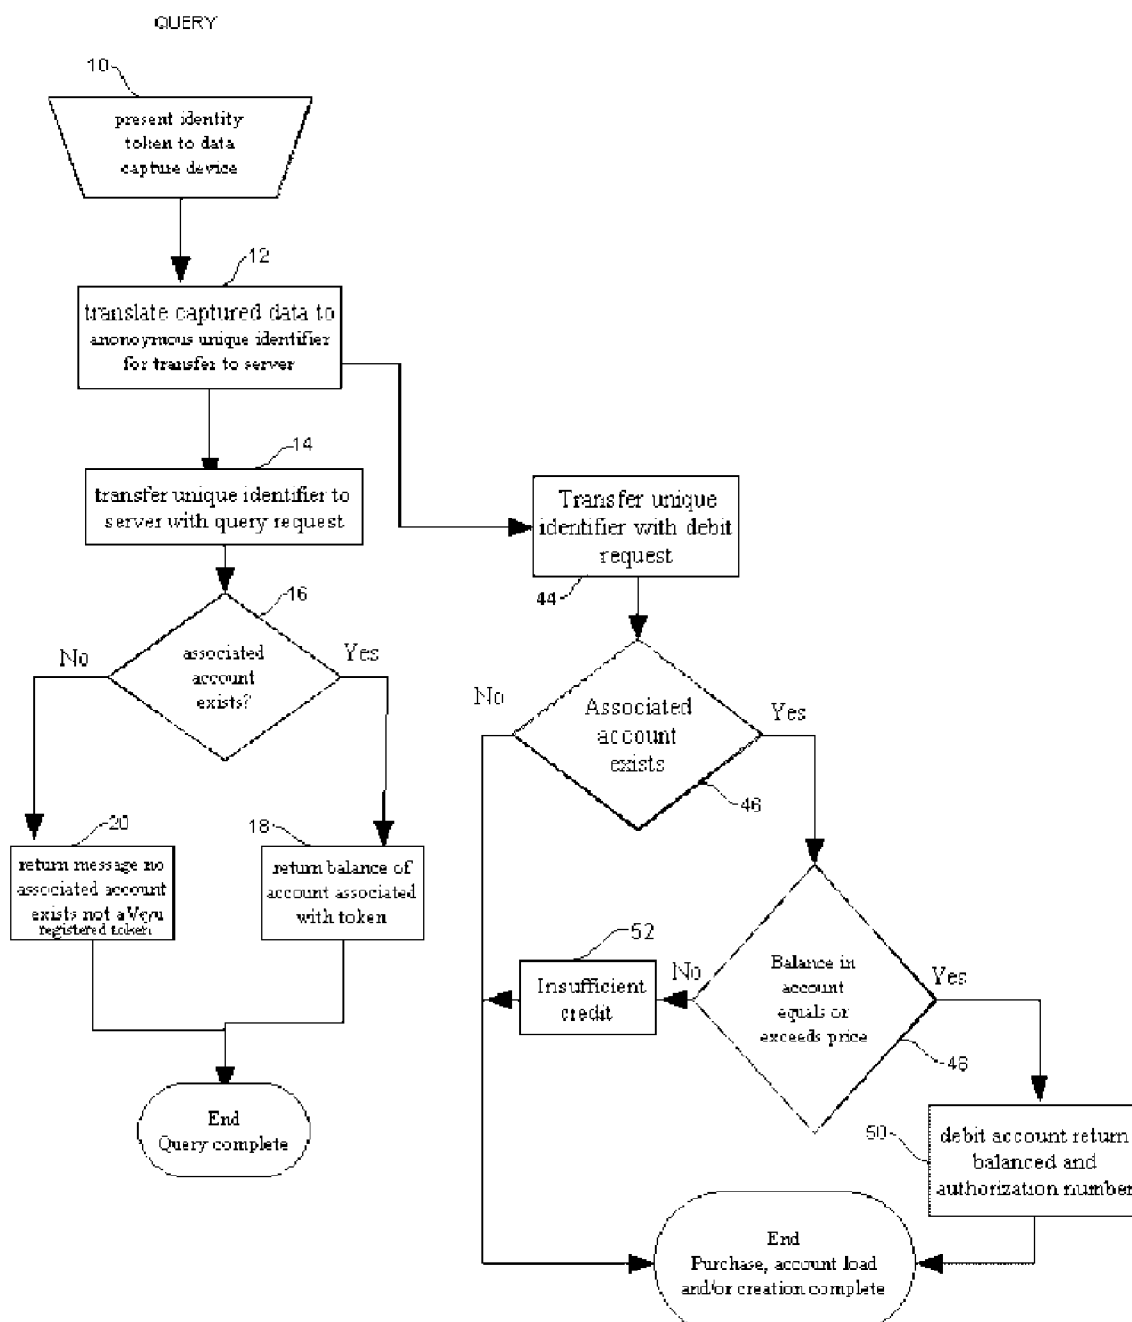 QUERY
10
present identity
token to data
capture device
12
translate captured data to
anonoymous unique identifier
for transfer to server
14
transfer unique identifier to
server with query request
Transfer unique
identifier with debit
request
44
16
No
associated
account
exists?
Yes
No
Associated
account
exists
Yes
46
20
return message no
associated account
exists not a
registered token
18
return balance of
account associated
with token
52
Insufficient
credit
No
Balance in
account
equals or
exceeds price
Yes
48
End
Query complete
50
debit account return
balanced and
authorization number
End
Purchase, account load
and/or creation complete